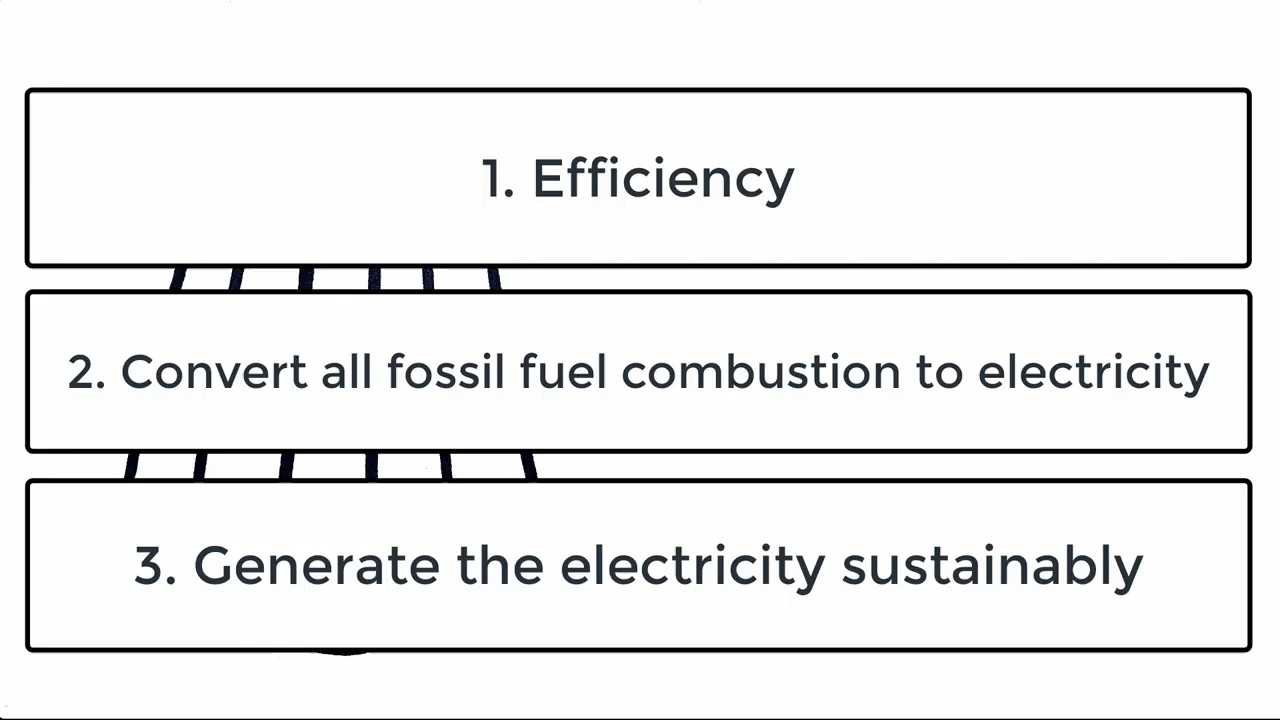 1. Efficiency
2. Convert all fossil fuel combustion to electricity
3. Generate the electricity sustainably